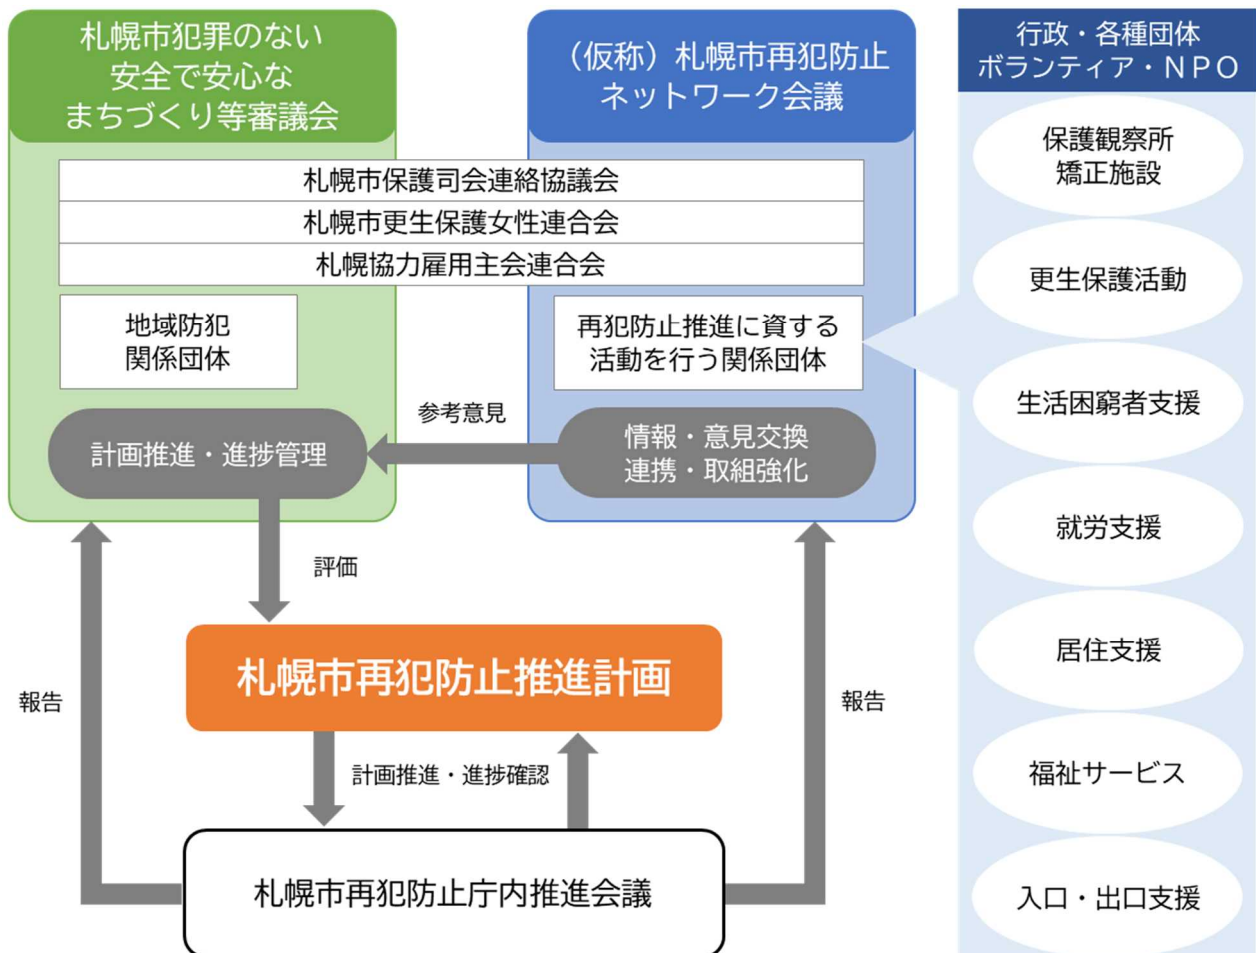 札幌市犯罪のない
安全で安心な
まちづくり等審議会
（仮称）札幌市再犯防止
ネットワーク会議
札幌市保護司会連絡協議会
札幌市更生保護女性連合会
札幌協力雇用主会連合会
地域防犯
関係団体
再犯防止推進に資する
活動を行う関係団体
計画推進・進捗管理
参考意見
情報・意見交換
連携・取組強化
評価
札幌市再犯防止推進計画
報告
報告
計画推進・進捗確認
札幌市再犯防止庁内推進会議
行政・各種団体
ボランティア・ＮＰＯ
保護観察所
矯正施設
更生保護活動
生活困窮者支援
就労支援
居住支援
福祉サービス
入口・出口支援